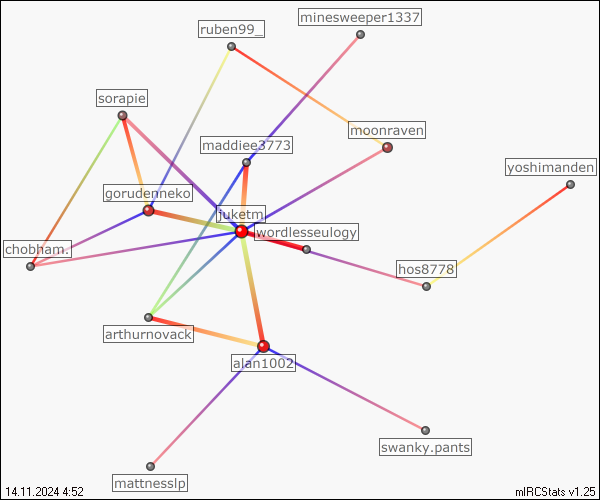 minesweeper1337
ruben99_
sorapie
moonraven
maddiee3773
yoshimanden
gorudenneko
juketm
wordlesseulogy
chobham.
hos8778
arthurnovack
alan1002
swanky.pants
mattnesslp
14.11.2024 4:52
mIRCStats v1.25